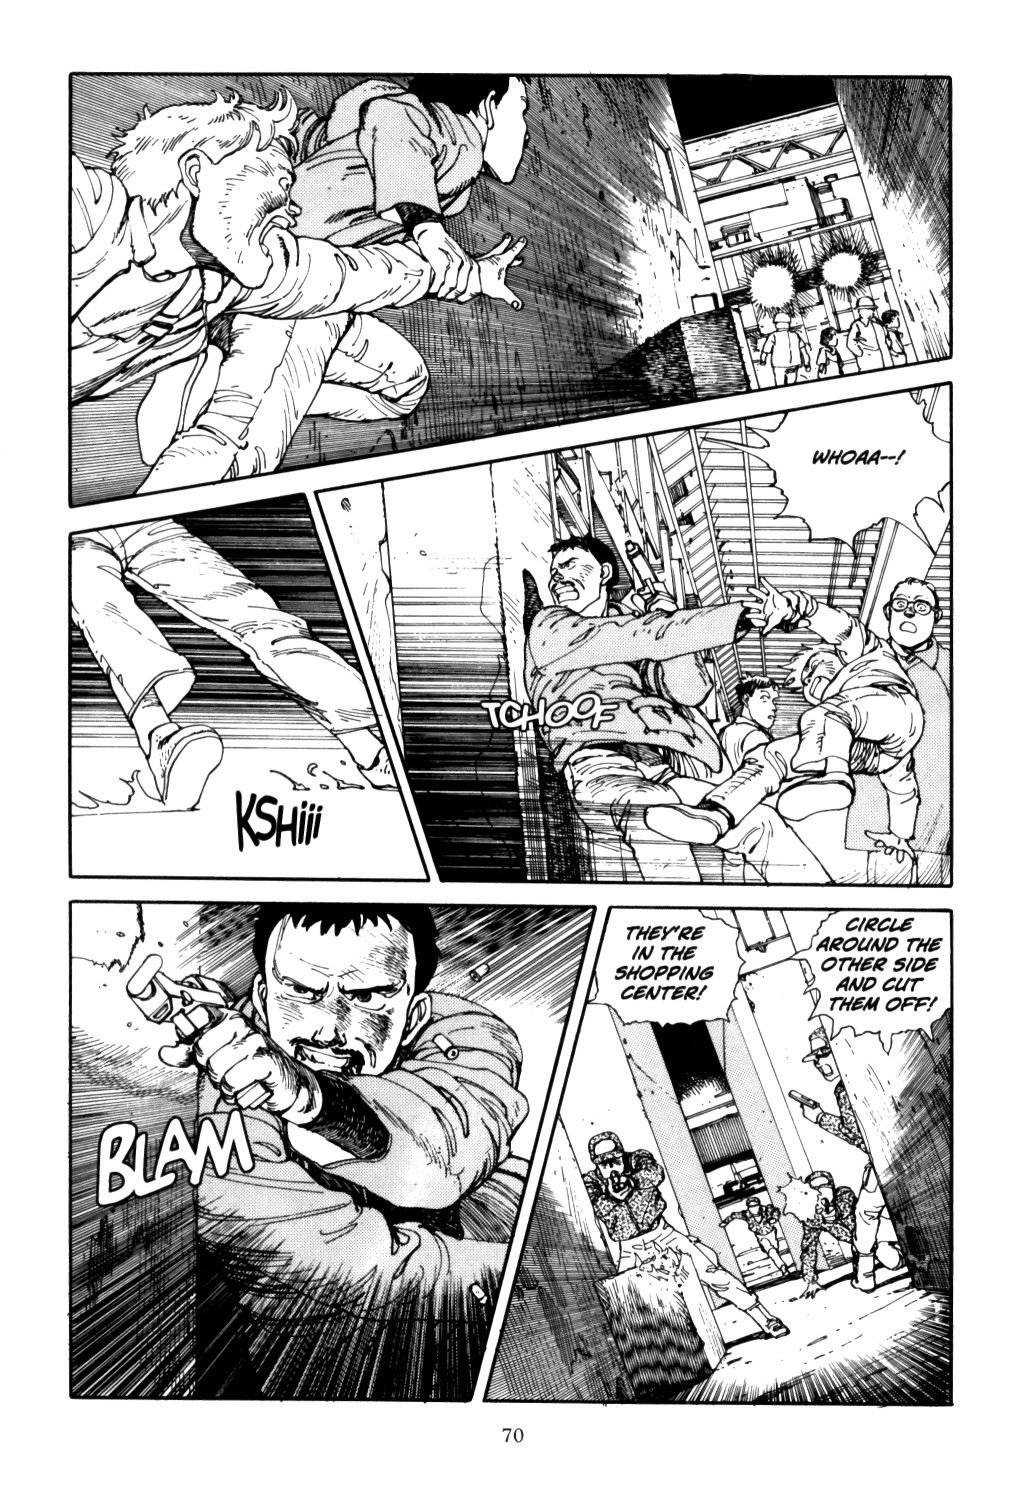 WHOAA--!
KSHiii
TCHOOF
BLAM
THEY'RE
IN THE
SHOPPING
CENTER!
CIRCLE
AROUND THE
OTHER SIDE
AND CUT
THEM OFF!
70